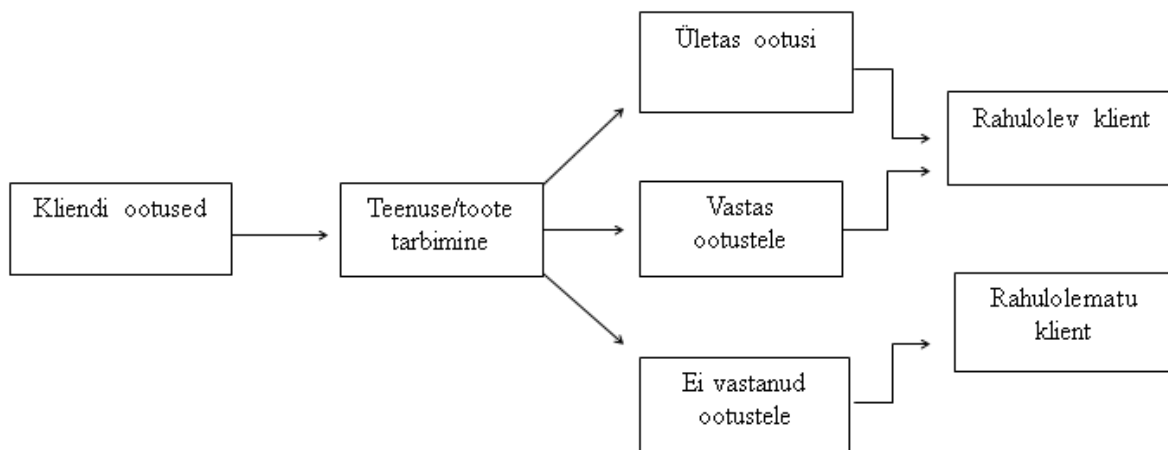 Kliendi ootused
Teenuse/toote
tarbimine
Ületas ootusi
Vastas
ootustele
Ei vastanud
ootustele
Rahulolev klient
Rahulolematu
klient